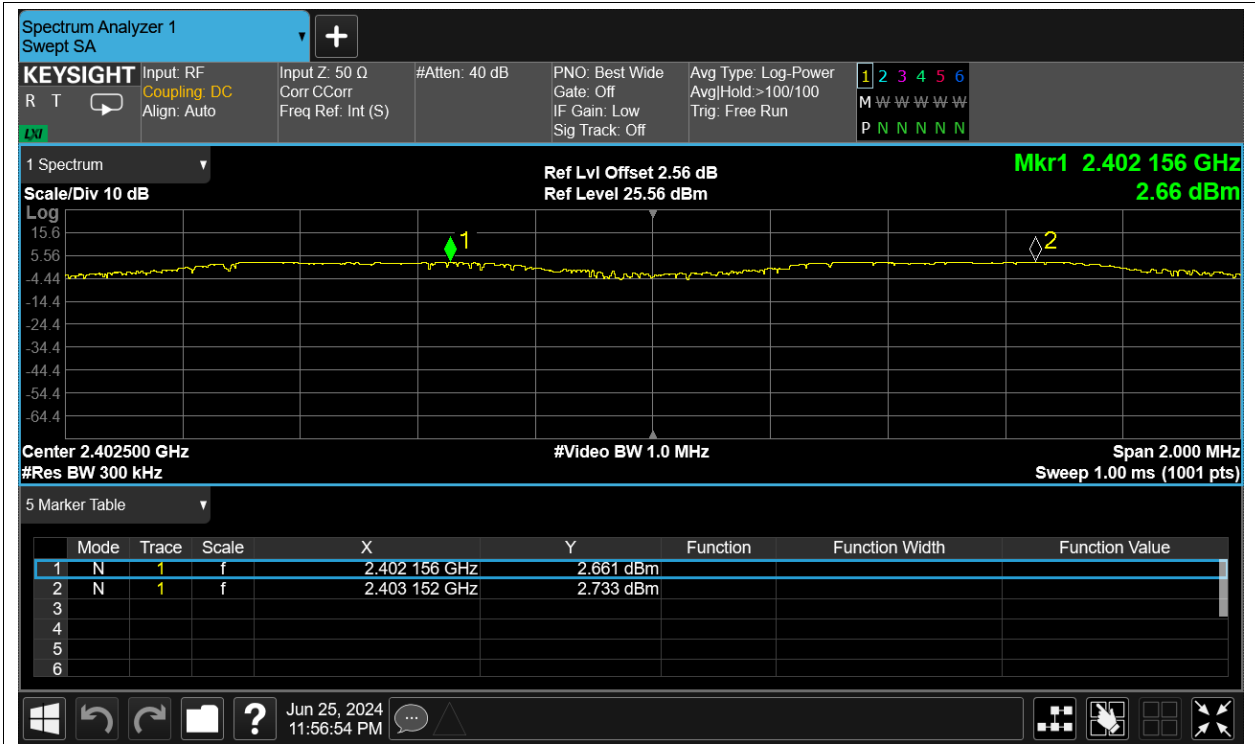 Spectrum Analyzer 1
Swept SA
KEYSIGHT
R T
LXI
Input: RF
Coupling: DC
Align: Auto
Input Z: 50 Ω
Corr CCorr
Freq Ref: Int (S)
#Atten: 40 dB
PNO: Best Wide
Gate: Off
IF Gain: Low
Sig Track: Off
Avg Type: Log-Power
Avg|Hold:>100/100
Trig: Free Run
1 2 3 4 5 6
M W W W W W
P N N N N N
1 Spectrum
Scale/Div 10 dB
Ref Lvl Offset 2.56 dB
Ref Level 25.56 dBm
Mkr1 2.402 156 GHz
2.66 dBm
Log
15.6
5.56
-4.44
-14.4
-24.4
-34.4
-44.4
-54.4
-64.4
1
2
Center 2.402500 GHz
#Res BW 300 kHz
#Video BW 1.0 MHz
Span 2.000 MHz
Sweep 1.00 ms (1001 pts)
5 Marker Table
Mode Trace Scale X Y Function Function Width Function Value
1 N 1 f 2.402 156 GHz 2.661 dBm
2 N 1 f 2.403 152 GHz 2.733 dBm
3
4
5
6
?
Jun 25, 2024
11:56:54 PM